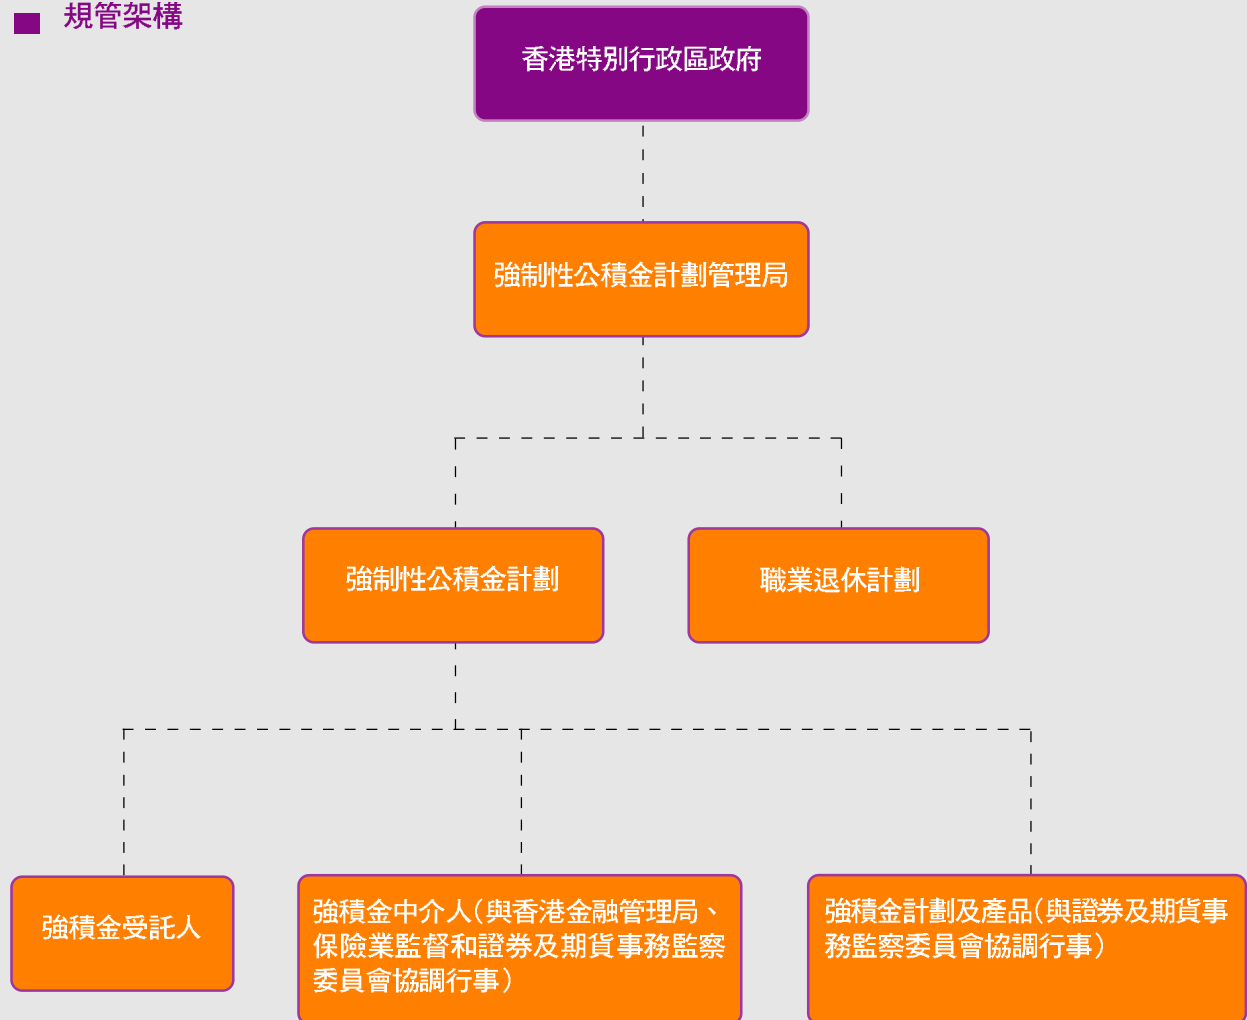 規管架構
香港特別行政區政府
強制性公積金計劃管理局
強制性公積金計劃
職業退休計劃
強積金受託人
強積金中介人（與香港金融管理局、
保險業監督和證券及期貨事務監察
委員會協調行事）
強積金計劃及產品（與證券及期貨事
務監察委員會協調行事）